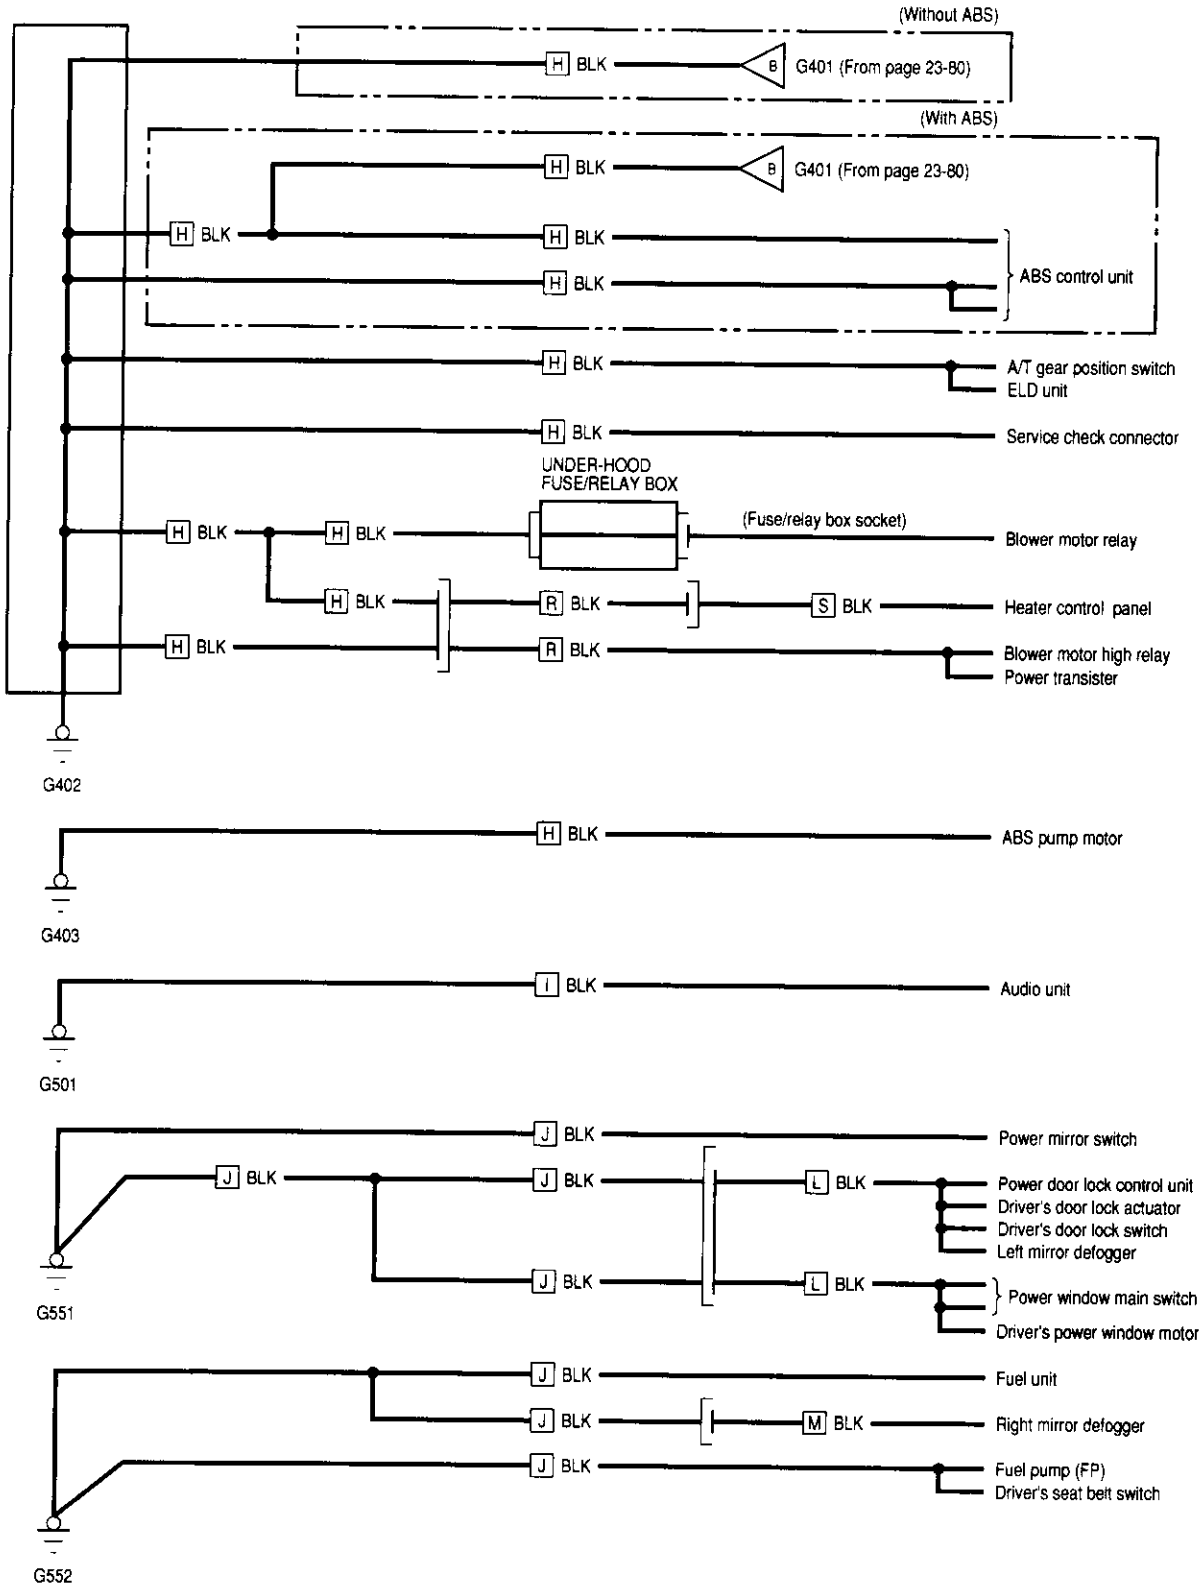 (Without ABS)
H BLK B G401 (From page 23-80)
(With ABS)
H BLK B G401 (From page 23-80)
H BLK H BLK
H BLK
ABS control unit
H BLK A/T gear position switch
ELD unit
H BLK Service check connector
UNDER-HOOD
FUSE/RELAY BOX
(Fuse/relay box socket)
H BLK H BLK Blower motor relay
H BLK R BLK S BLK Heater control panel
H BLK R BLK Blower motor high relay
Power transister
G402
H BLK ABS pump motor
G403
I BLK Audio unit
G501
J BLK Power mirror switch
J BLK J BLK L BLK Power door lock control unit
Driver's door lock actuator
Driver's door lock switch
Left mirror defogger
J BLK L BLK Power window main switch
G551
Driver's power window motor
J BLK Fuel unit
J BLK M BLK Right mirror defogger
J BLK Fuel pump (FP)
Driver's seat belt switch
G552